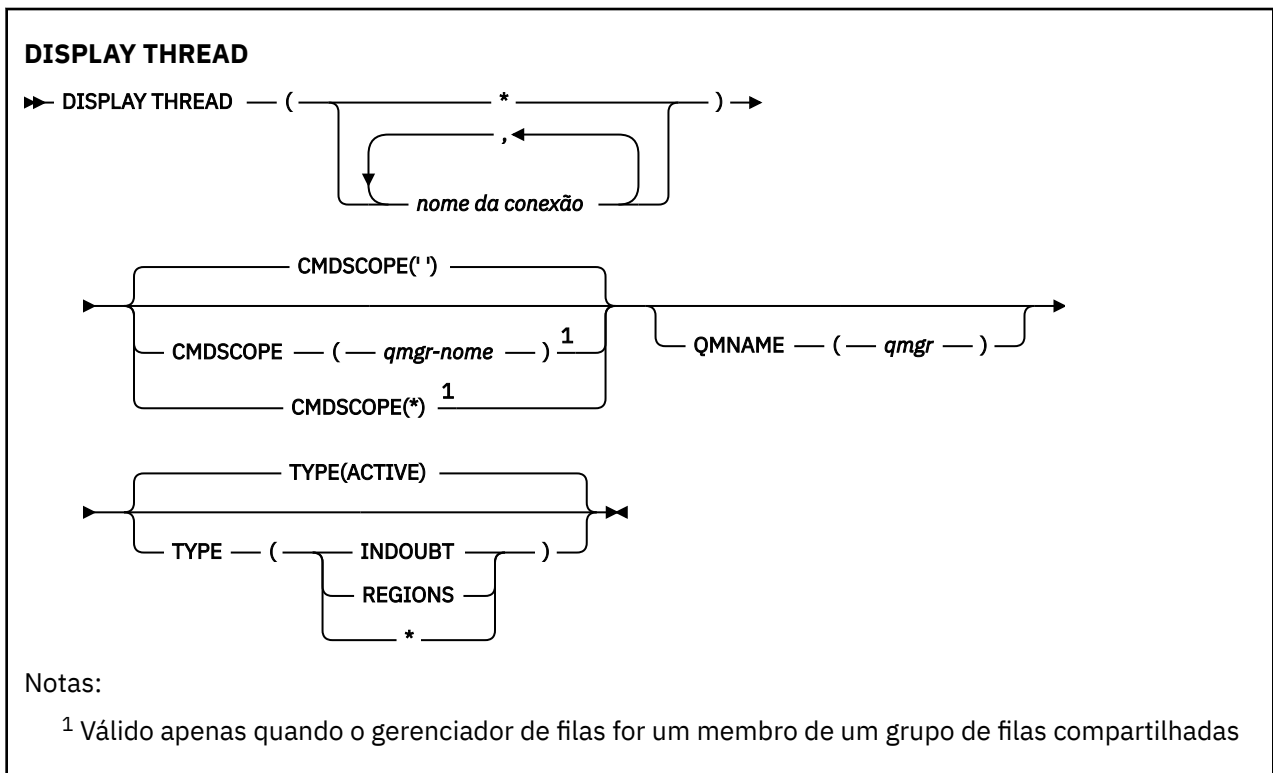 DISPLAY THREAD
DISPLAY THREAD ( * )
,
nome da conexão
CMDSCOPE(' ')
CMDSCOPE ( qmgr-nome ) 1
CMDSCOPE(*) 1
QMNAME ( qmgr )
TYPE(ACTIVE)
TYPE ( INDOUBT )
REGIONS
*
Notas:
1 Válido apenas quando o gerenciador de filas for um membro de um grupo de filas compartilhadas